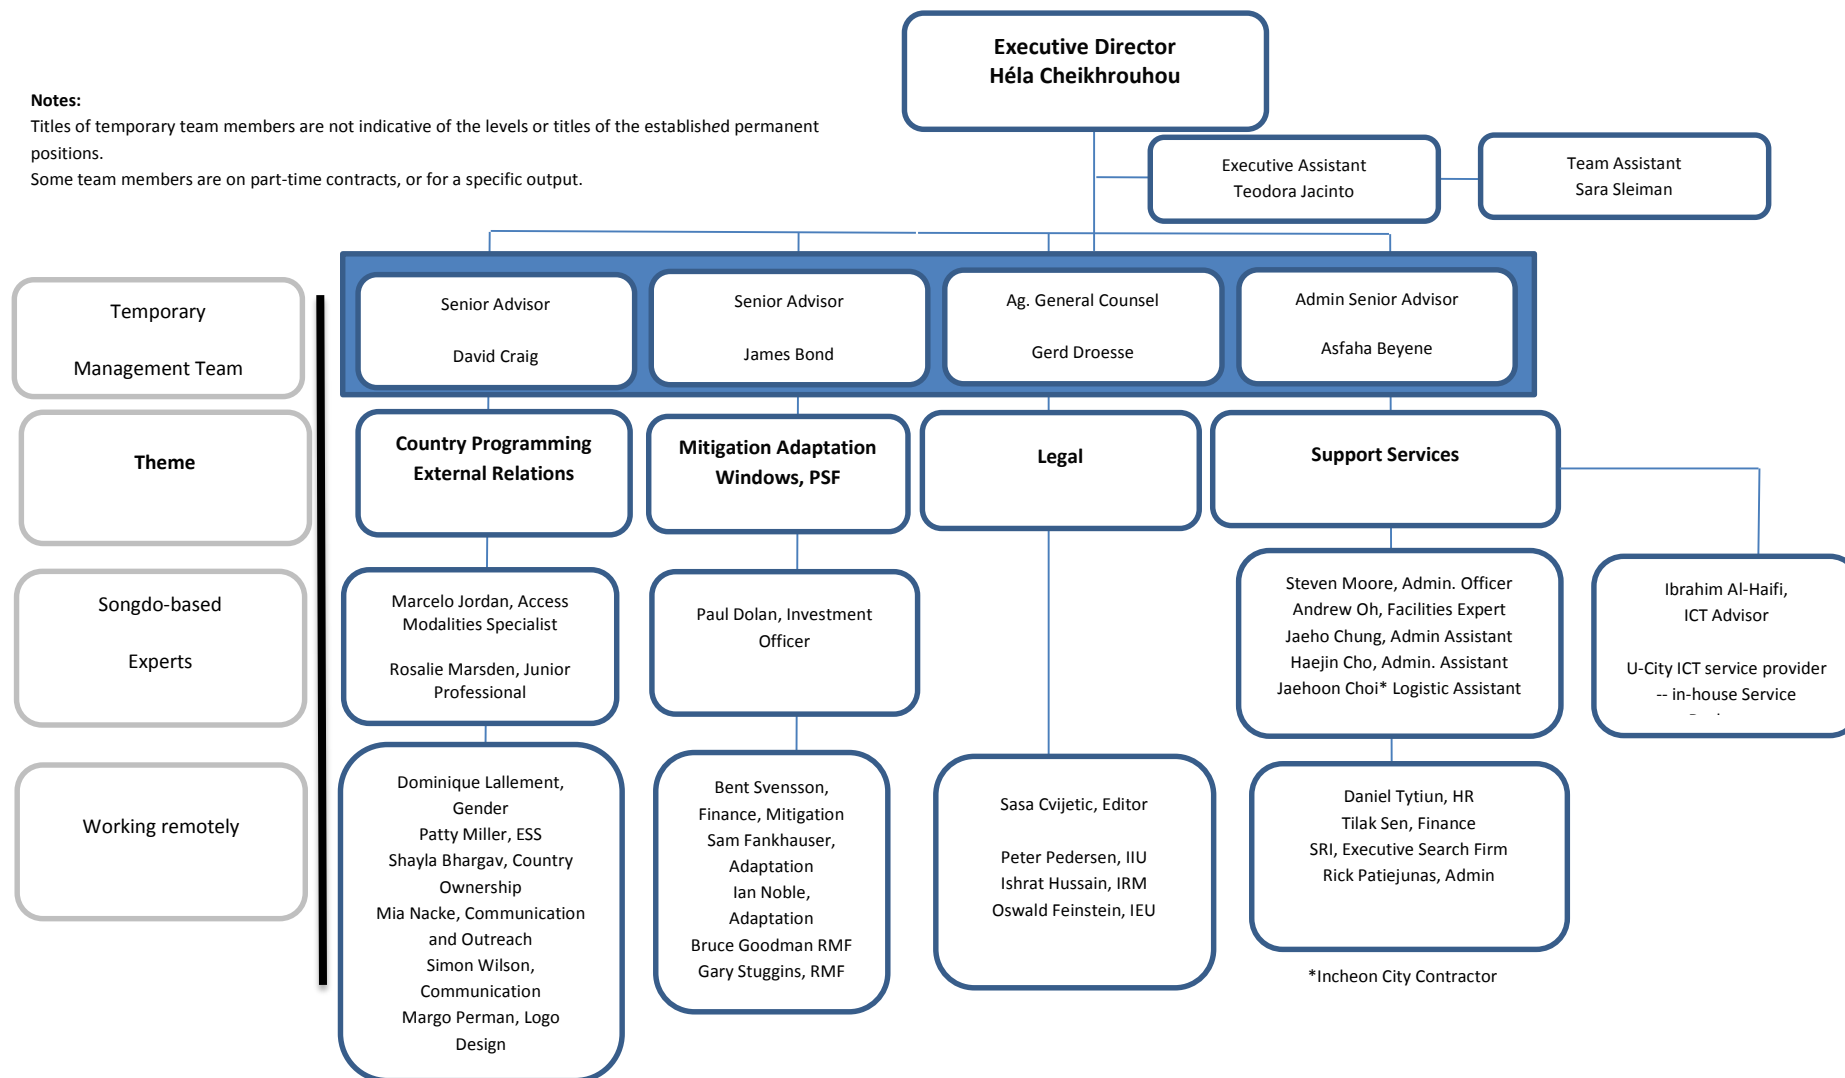 Executive Director
Héla Cheikhrouhou
Notes:
Titles of temporary team members are not indicative of the levels or titles of the established permanent
positions.
Some team members are on part-time contracts, or for a specific output.
Executive Assistant
Teodora Jacinto
Team Assistant
Sara Sleiman
Temporary
Management Team
Senior Advisor
David Craig
Senior Advisor
James Bond
Ag. General Counsel
Gerd Droesse
Admin Senior Advisor
Asfaha Beyene
Theme
Country Programming
External Relations
Mitigation Adaptation
Windows, PSF
Legal
Support Services
Songdo-based
Experts
Marcelo Jordan, Access
Modalities Specialist
Rosalie Marsden, Junior
Professional
Paul Dolan, Investment
Officer
Steven Moore, Admin. Officer
Andrew Oh, Facilities Expert
Jaeho Chung, Admin Assistant
Haejin Cho, Admin. Assistant
Jaehoon Choi* Logistic Assistant
Ibrahim Al-Haifi,
ICT Advisor
U-City ICT service provider
-- in-house Service
Working remotely
Dominique Lallement,
Gender
Patty Miller, ESS
Shayla Bhargav, Country
Ownership
Mia Nacke, Communication
and Outreach
Simon Wilson,
Communication
Margo Perman, Logo
Design
Bent Svensson,
Finance, Mitigation
Sam Fankhauser,
Adaptation
Ian Noble,
Adaptation
Bruce Goodman RMF
Gary Stuggins, RMF
Sasa Cvijetic, Editor
Peter Pedersen, IIU
Ishrat Hussain, IRM
Oswald Feinstein, IEU
Daniel Tytiun, HR
Tilak Sen, Finance
SRI, Executive Search Firm
Rick Patiejunas, Admin
*Incheon City Contractor